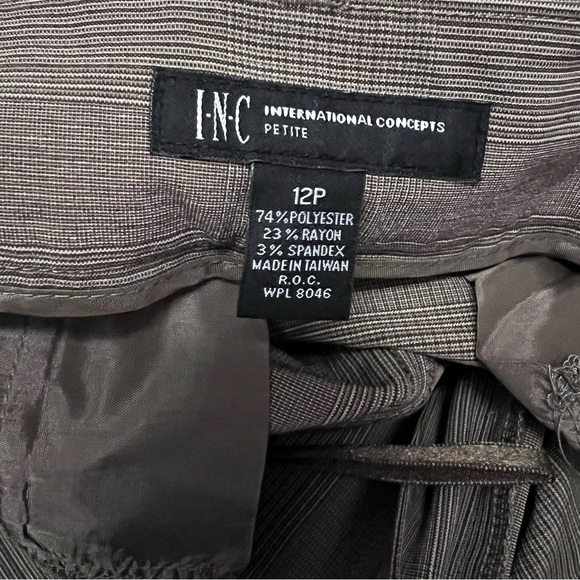 I·N·C INTERNATIONAL CONCEPTS
PETITE
12P
74% POLYESTER
23% RAYON
3% SPANDEX
MADE IN TAIWAN
R.O.C.
WPL 8046